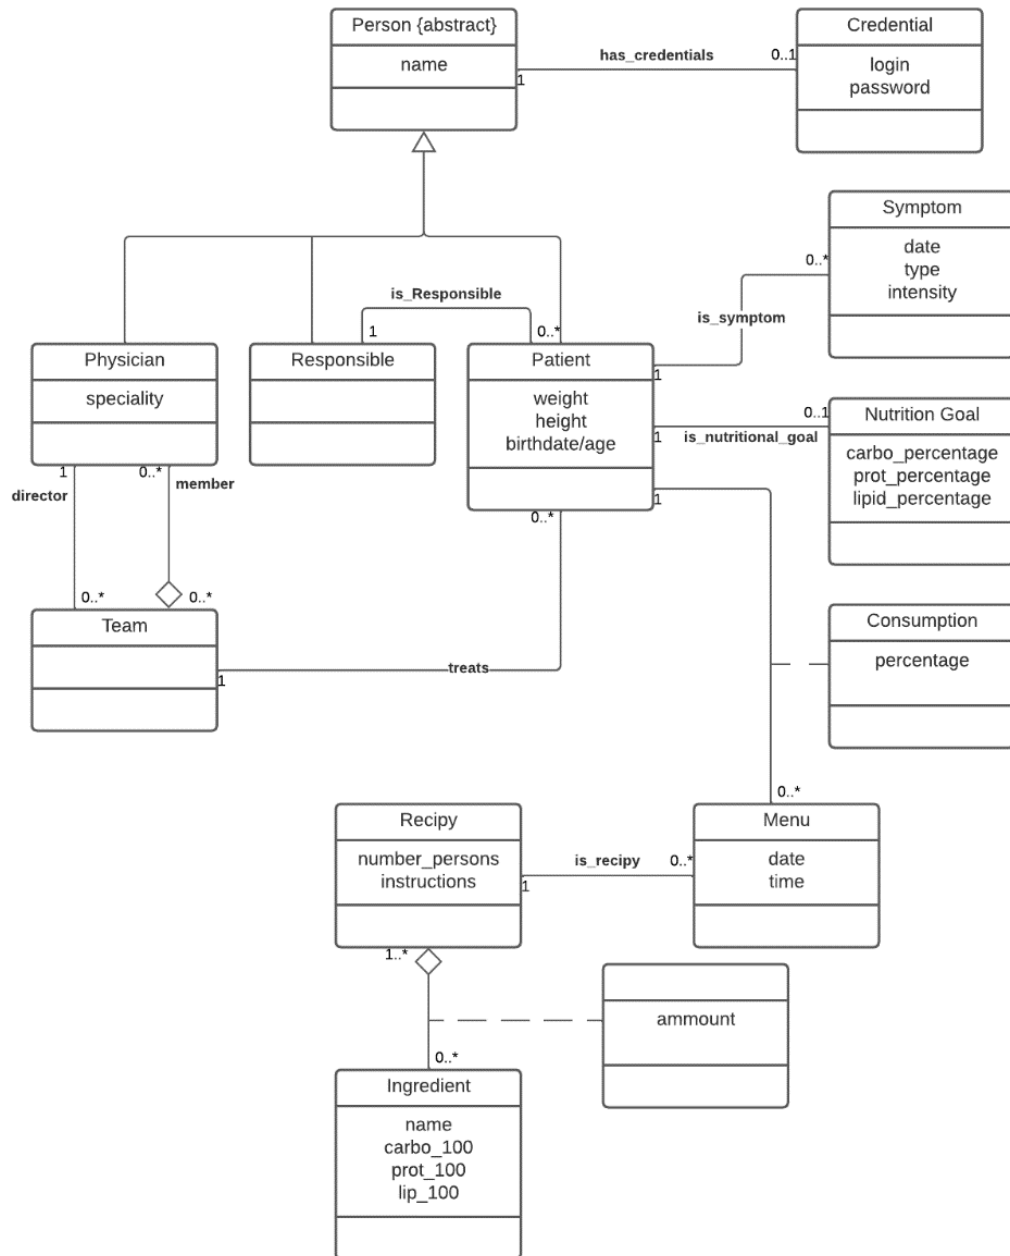 Person {abstract}
name
has_credentials
1
0..1
Credential
login
password
Symptom
date
type
intensity
0..*
is_symptom
1
is_Responsible
1
0..*
Physician
speciality
Responsible
Patient
weight
height
birthdate/age
0..1
1
is_nutritional_goal
Nutrition Goal
carbo_percentage
prot_percentage
lipid_percentage
1
director
0..*
member
1
0..*
0..*
0..*
Team
1
treats
Consumption
percentage
0..*
Recipy
number_persons
instructions
is_recipy
1
0..*
Menu
date
time
1..*
ammount
0..*
Ingredient
name
carbo_100
prot_100
lip_100